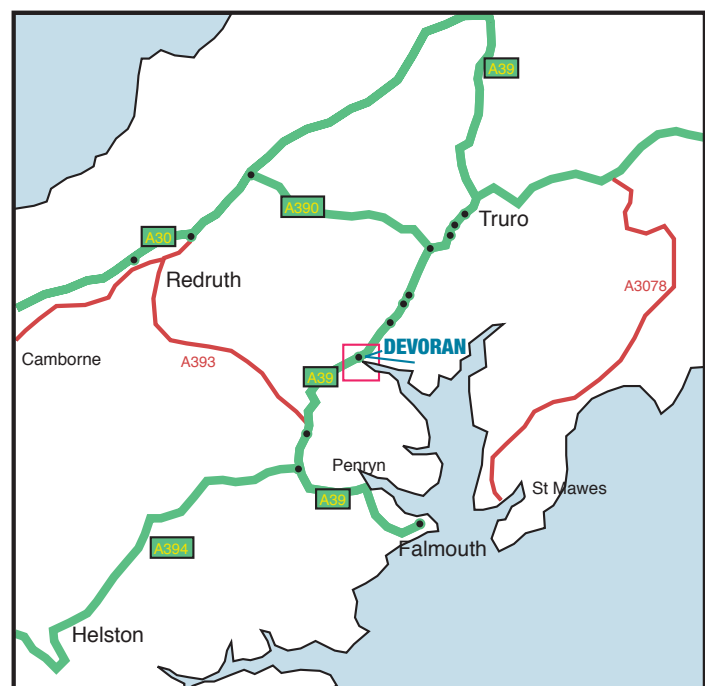 A39
A390
Truro
A30
Redruth
A3078
DEVORAN
Camborne
A393
A39
Penryn
St Mawes
A39
Falmouth
A394
Helston